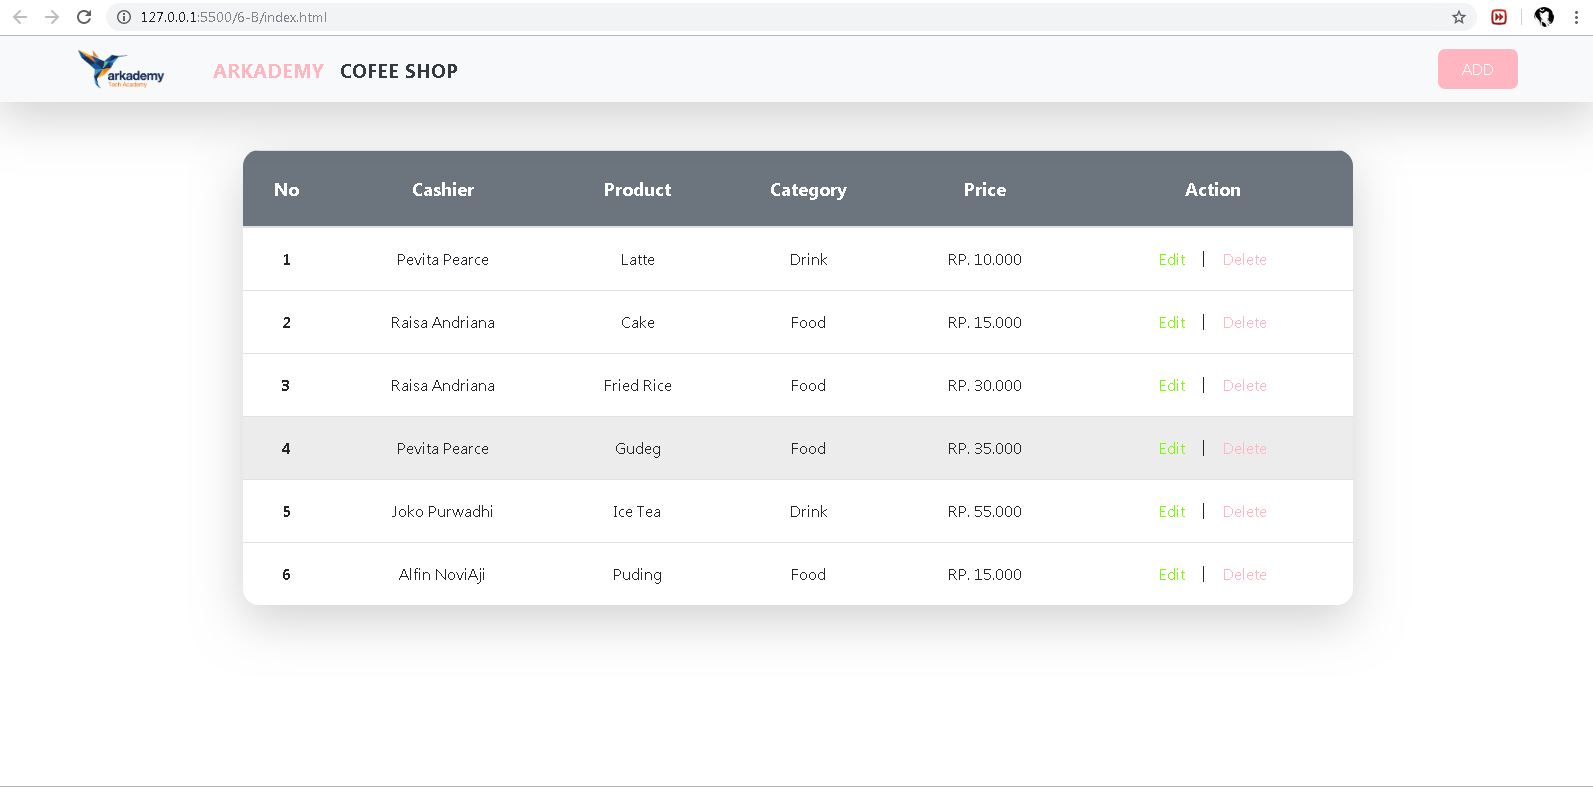 127.0.0.1:5500/6-B/index.html
arkademy
Tech Academy
ARKADEMY COFEE SHOP
ADD
No Cashier Product Category Price Action
1 Pevita Pearce Latte Drink RP. 10.000 Edit | Delete
2 Raisa Andriana Cake Food RP. 15.000 Edit | Delete
3 Raisa Andriana Fried Rice Food RP. 30.000 Edit | Delete
4 Pevita Pearce Gudeg Food RP. 35.000 Edit | Delete
5 Joko Purwadhi Ice Tea Drink RP. 55.000 Edit | Delete
6 Alfin NoviAji Puding Food RP. 15.000 Edit | Delete